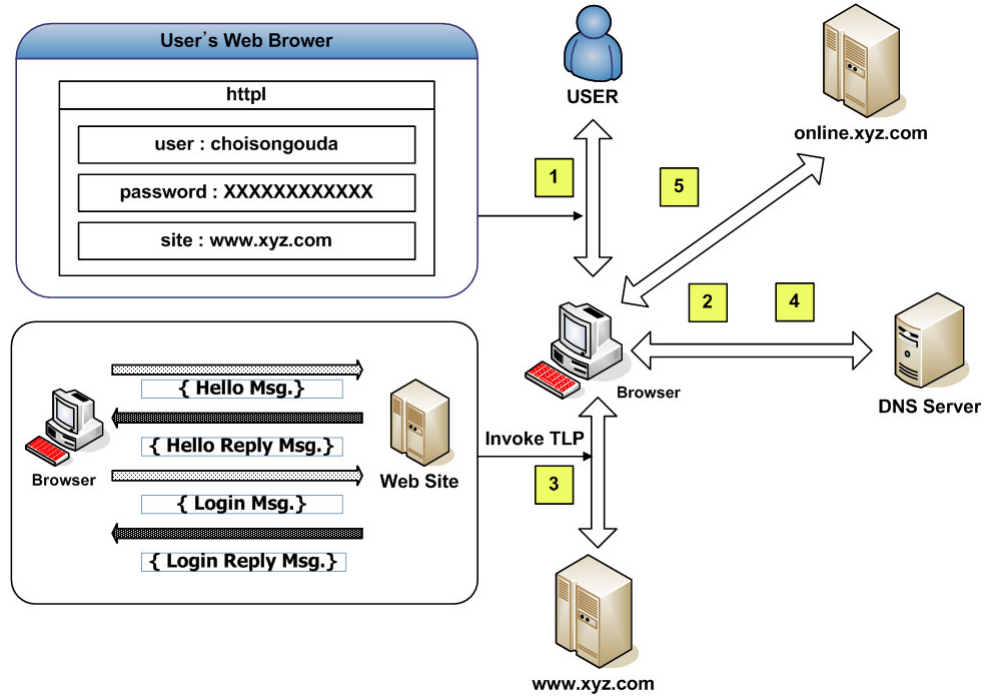 User's Web Brower
httpl
user : choisongouda
password : XXXXXXXXXXXX
site : www.xyz.com
USER
online.xyz.com
1
5
2
4
Browser
DNS Server
{ Hello Msg.}
{ Hello Reply Msg.}
Browser
Web Site
{ Login Msg.}
{ Login Reply Msg.}
Invoke TLP
3
www.xyz.com